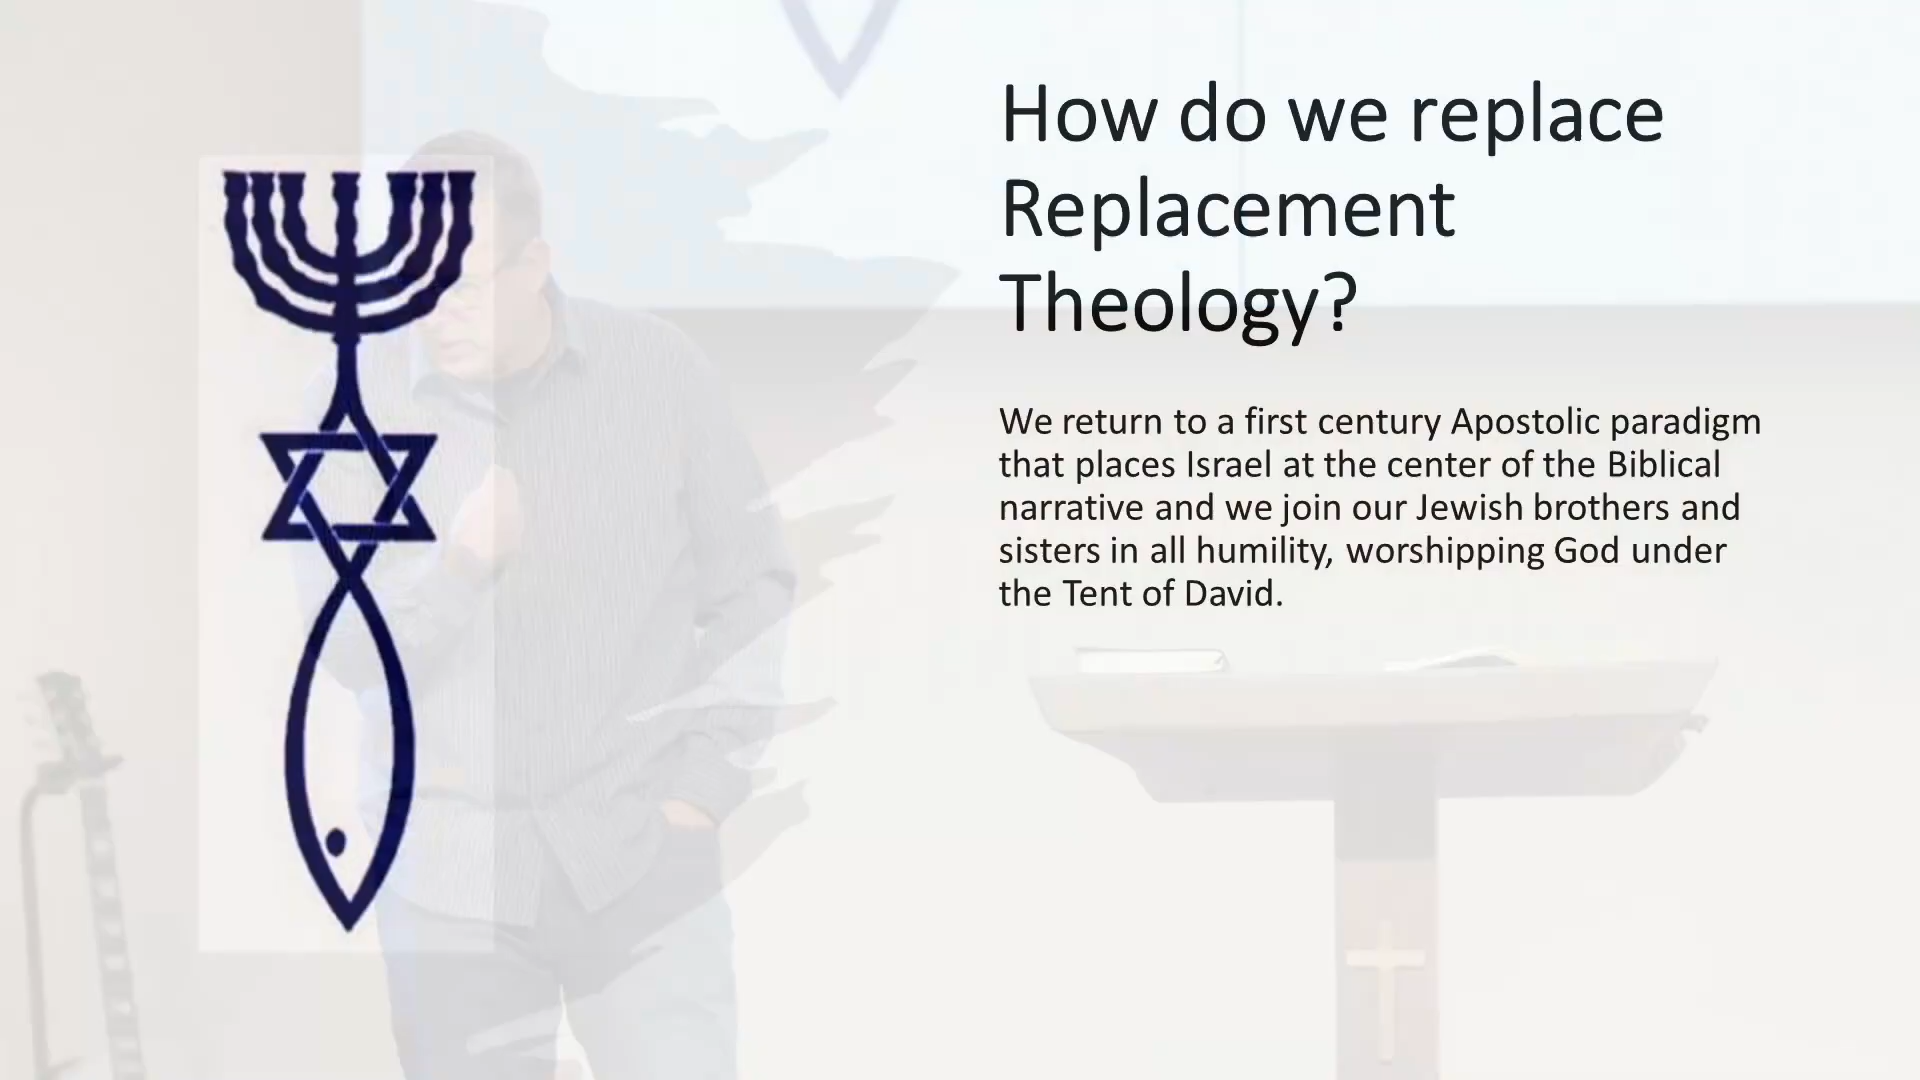 How do we replace
Replacement
Theology?
We return to a first century Apostolic paradigm
that places Israel at the center of the Biblical
narrative and we join our Jewish brothers and
sisters in all humility, worshipping God under
the Tent of David.